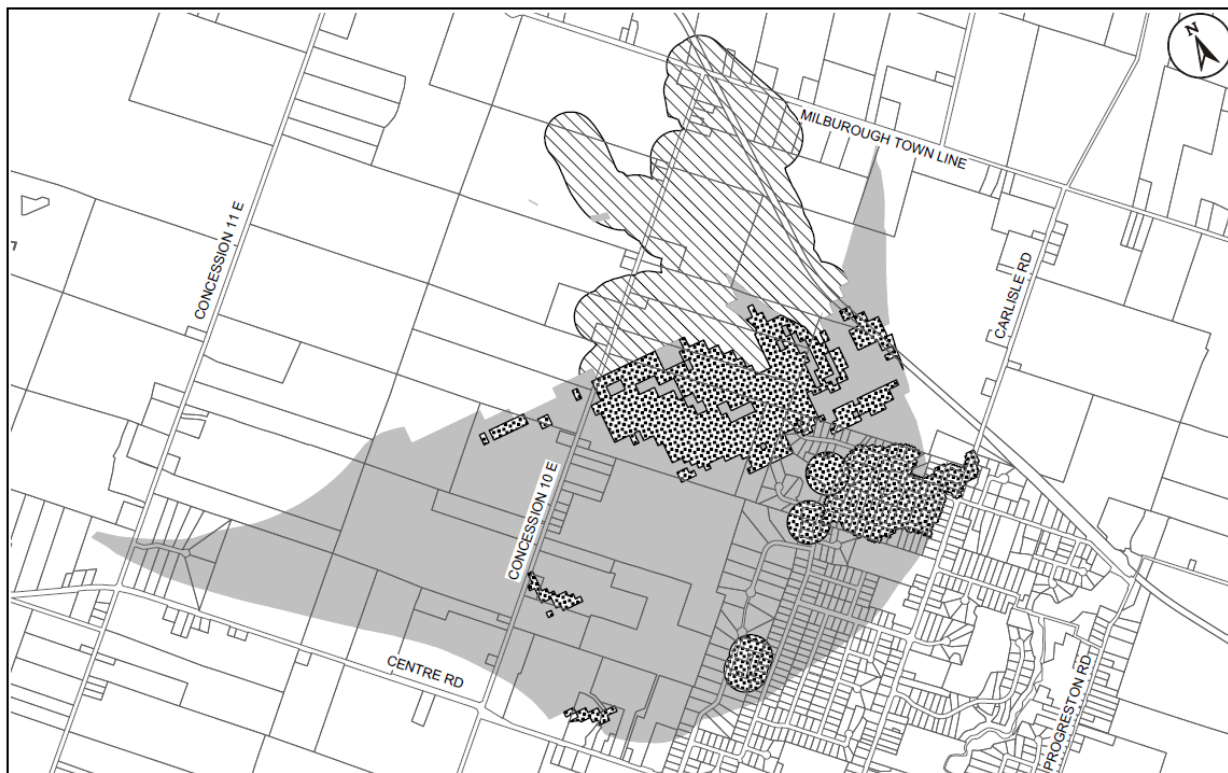 N
MILBUROUGH TOWN LINE
CONCESSION 11 E
CARLISLE RD
CONCESSION 10 E
CENTRE RD
PROGRESTON RD